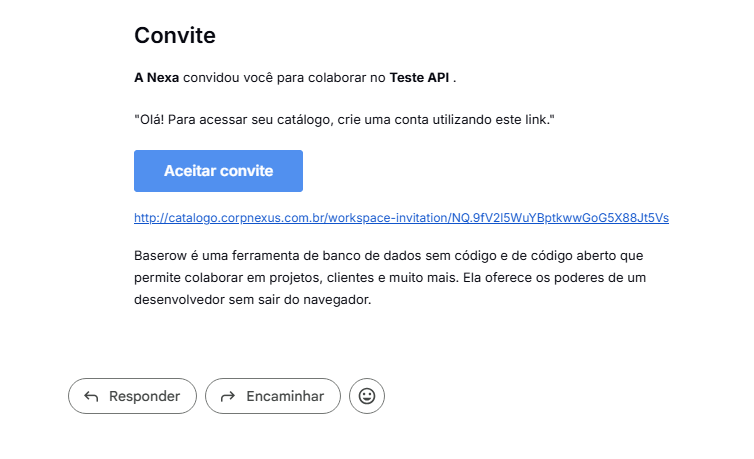 Convite
A Nexa convidou você para colaborar no Teste API .
"Olá! Para acessar seu catálogo, crie uma conta utilizando este link."
Aceitar convite
http://catalogo.corpnexus.com.br/workspace-invitation/NQ.9fV2I5WuYBptkwwGoG5X88Jt5Vs
Baserow é uma ferramenta de banco de dados sem código e de código aberto que
permite colaborar em projetos, clientes e muito mais. Ela oferece os poderes de um
desenvolvedor sem sair do navegador.
Responder
Encaminhar